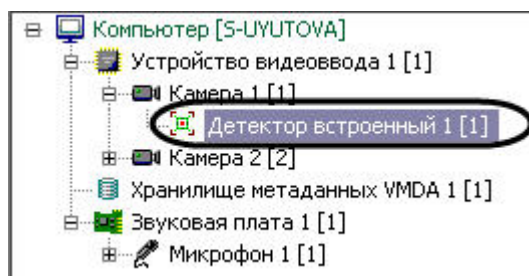 Компьютер [S-UYUTOVA]
Устройство видеоввода 1 [1]
Камера 1 [1]
Детектор встроенный 1 [1]
Камера 2 [2]
Хранилище метаданных VMDA 1 [1]
Звуковая плата 1 [1]
Микрофон 1 [1]